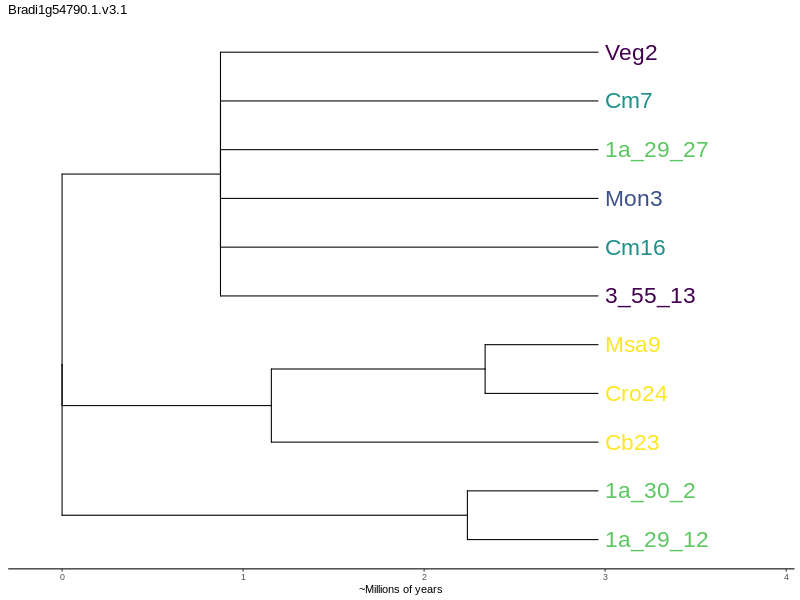 Bradi1g54790.1.v3.1
Veg2
Cm7
1a_29_27
Mon3
Cm16
3_55_13
Msa9
Cro24
Cb23
1a_30_2
1a_29_12
0 1 2 3 4
~Millions of years